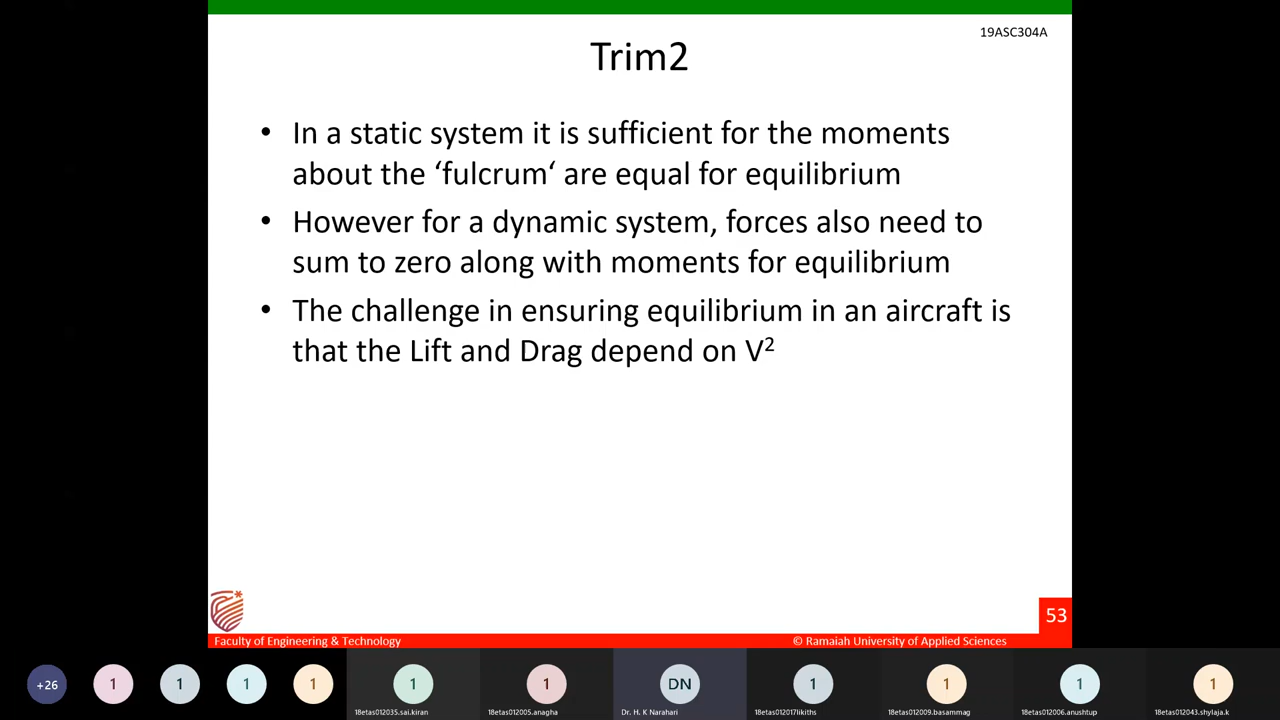 19ASC304A
Trim2
• In a static system it is sufficient for the moments
about the ‘fulcrum‘ are equal for equilibrium
• However for a dynamic system, forces also need to
sum to zero along with moments for equilibrium
• The challenge in ensuring equilibrium in an aircraft is
that the Lift and Drag depend on V²
53
Faculty of Engineering & Technology
© Ramaiah University of Applied Sciences
+26
1
1
1
1
1
1
DN
1
1
1
1
18etas012035.sai.kiran
18etas012005.anagha
Dr. H. K Narahari
18etas012017likiths
18etas012009.basammag
18etas012006.anushtup
18etas012043.shylaja.k